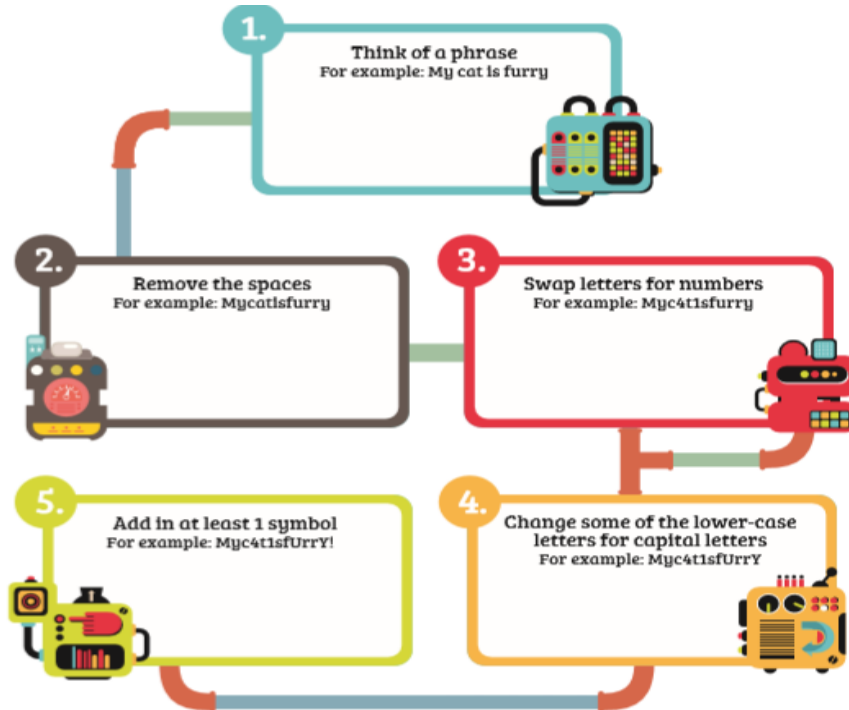 1.
Think of a phrase
For example: My cat is furry
2.
Remove the spaces
For example: Mycatisfurry
3.
Swap letters for numbers
For example: Myc4t1sfurry
4.
Change some of the lower-case
letters for capital letters
For example: Myc4t1sfUrrY
5.
Add in at least 1 symbol
For example: Myc4t1sfUrrY!